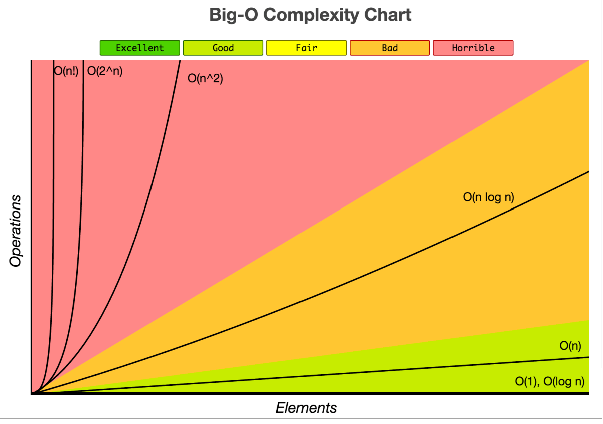 Big-O Complexity Chart
Excellent Good Fair Bad Horrible
O(n!) O(2^n)
O(n^2)
O(n log n)
O(n)
O(1), O(log n)
Operations
Elements